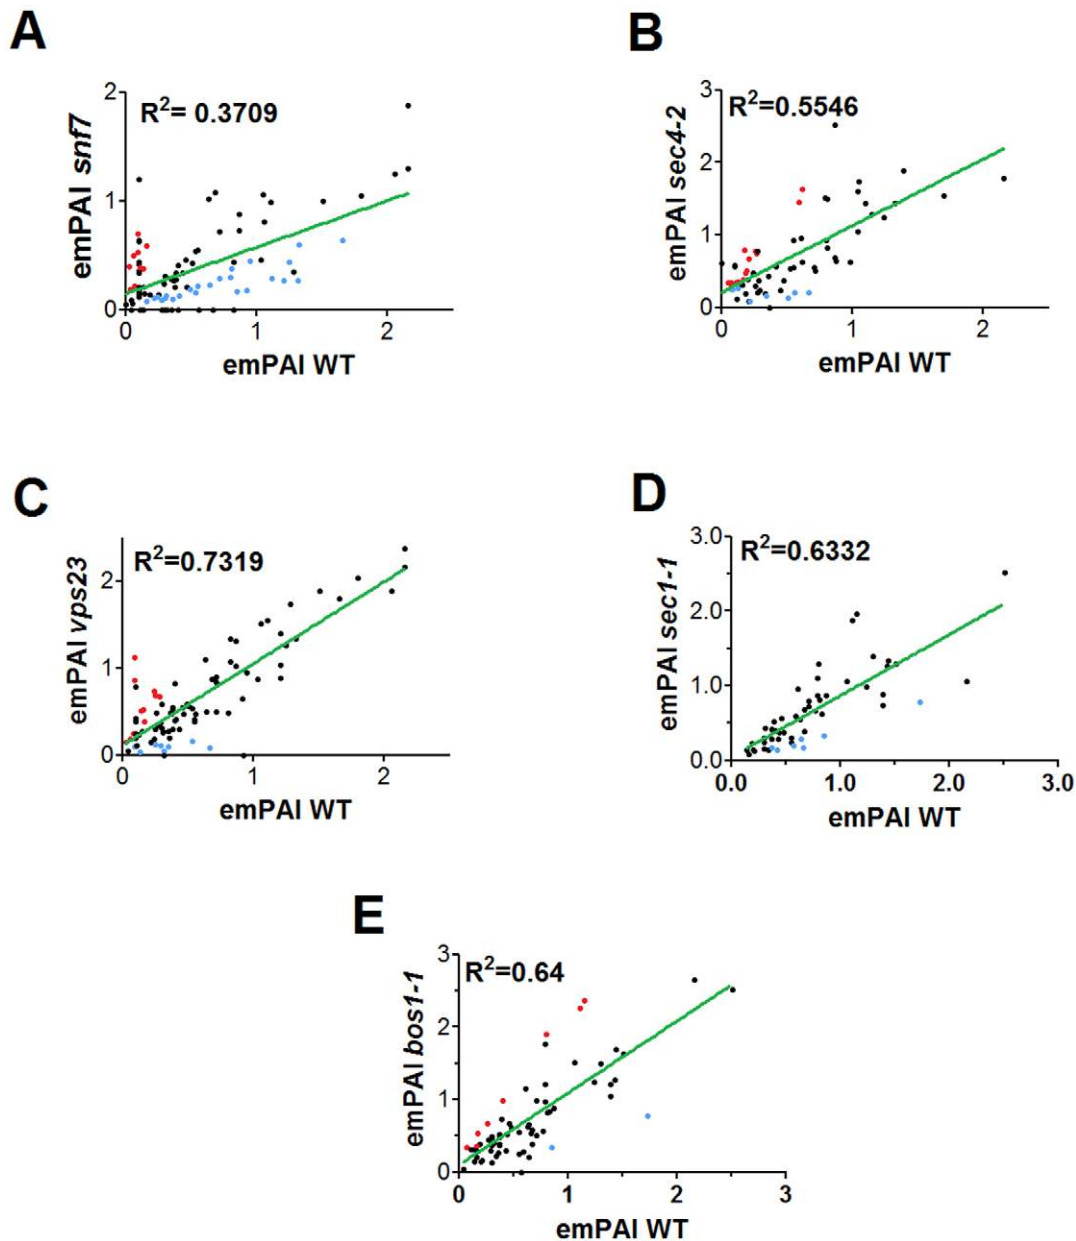 A
B
R²= 0.3709
R²=0.5546
emPAI snf7
emPAI sec4-2
2
1
0
0 1 2
emPAI WT
3
2
1
0
0 1 2
emPAI WT
C
D
R²=0.7319
R²=0.6332
emPAI vps23
emPAI sec1-1
2
1
0
0 1 2
emPAI WT
3.0
2.0
1.0
0.0
0.0 1.0 2.0 3.0
emPAI WT
E
R²=0.64
emPAI bos1-1
3
2
1
0
0 1 2 3
emPAI WT